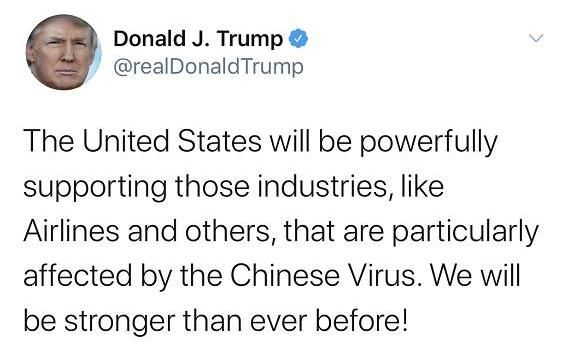 Donald J. Trump
@realDonaldTrump
The United States will be powerfully
supporting those industries, like
Airlines and others, that are particularly
affected by the Chinese Virus. We will
be stronger than ever before!